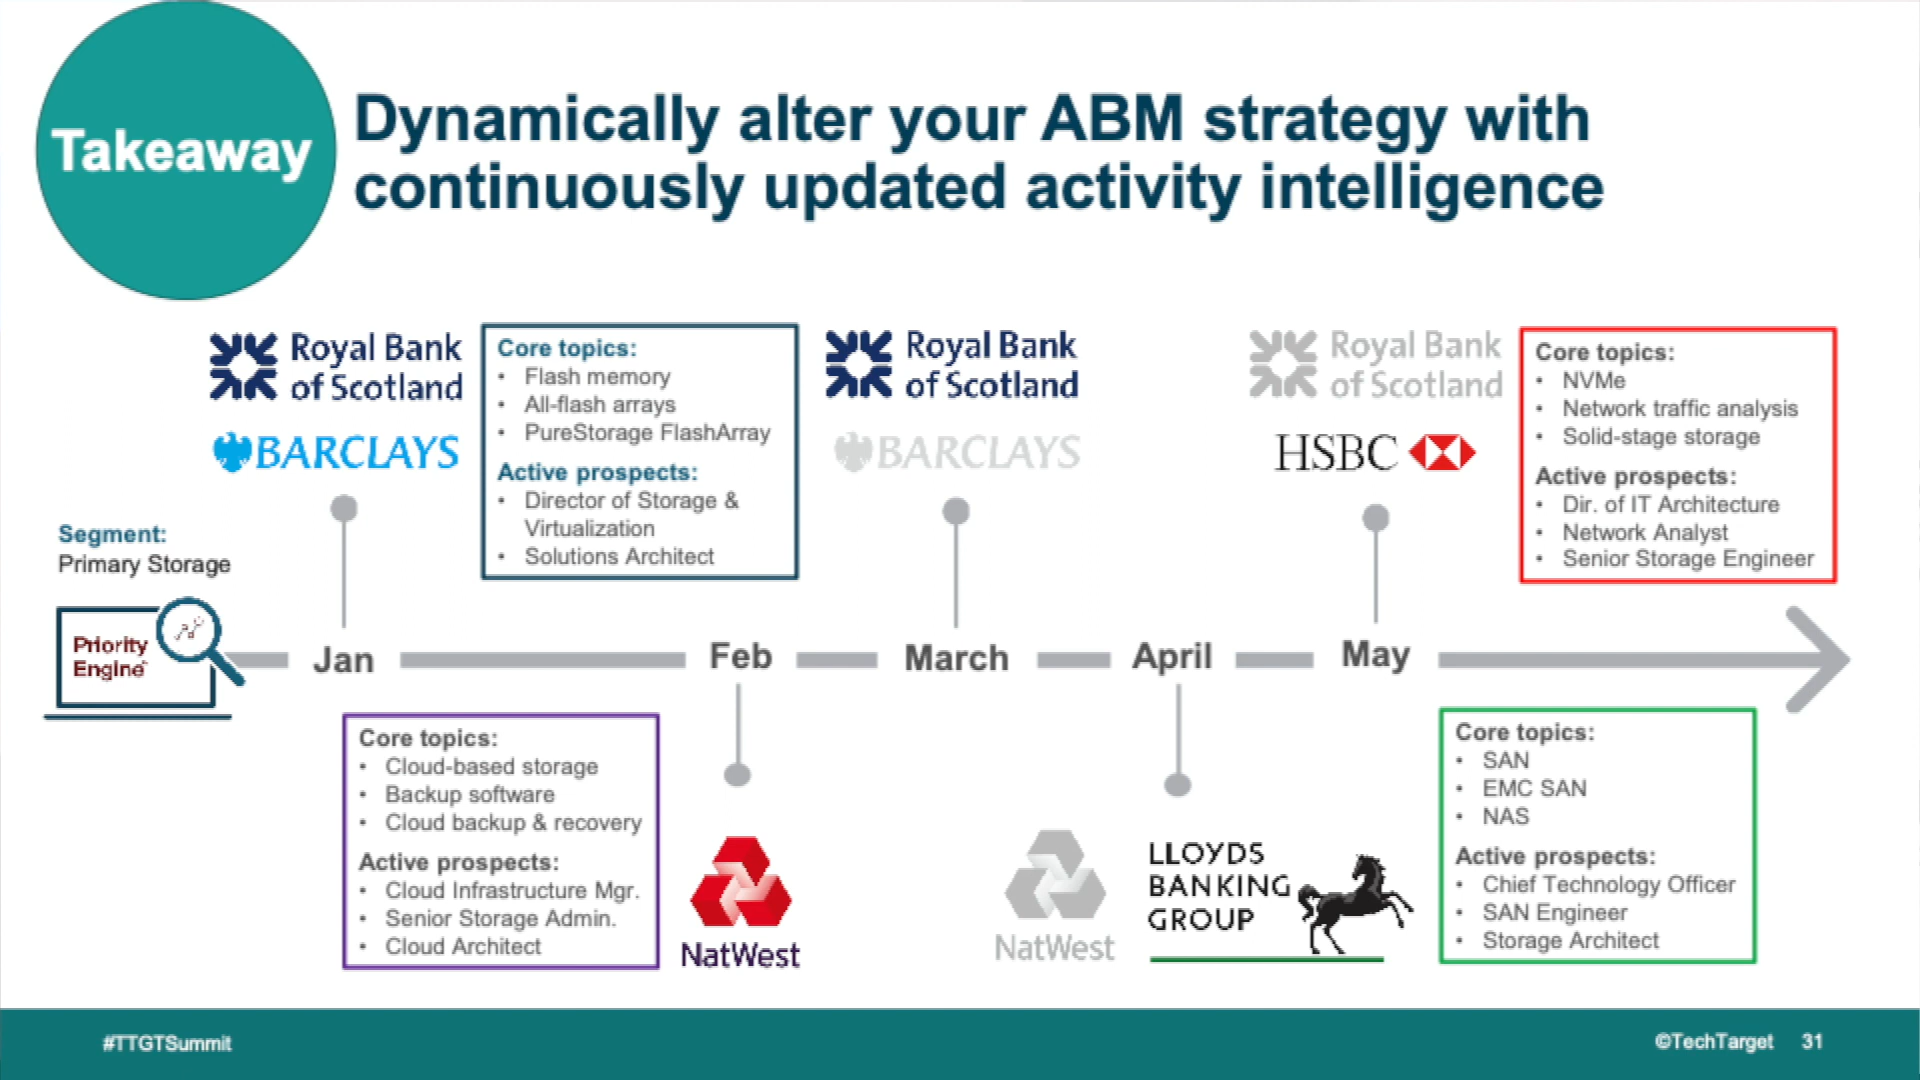 Takeaway
Dynamically alter your ABM strategy with
continuously updated activity intelligence
Royal Bank
of Scotland
BARCLAYS
Core topics:
• Flash memory
• All-flash arrays
• PureStorage FlashArray
Active prospects:
• Director of Storage &
Virtualization
• Solutions Architect
Royal Bank
of Scotland
BARCLAYS
Royal Bank
of Scotland
HSBC
Core topics:
• NVMe
• Network traffic analysis
• Solid-stage storage
Active prospects:
• Dir. of IT Architecture
• Network Analyst
• Senior Storage Engineer
Segment:
Primary Storage
Priority
Engine
Jan
Feb
March
April
May
Core topics:
• Cloud-based storage
• Backup software
• Cloud backup & recovery
Active prospects:
• Cloud Infrastructure Mgr.
• Senior Storage Admin.
• Cloud Architect
NatWest
NatWest
LLOYDS
BANKING
GROUP
Core topics:
• SAN
• EMC SAN
• NAS
Active prospects:
• Chief Technology Officer
• SAN Engineer
• Storage Architect
#TTGTSummit
©TechTarget 31